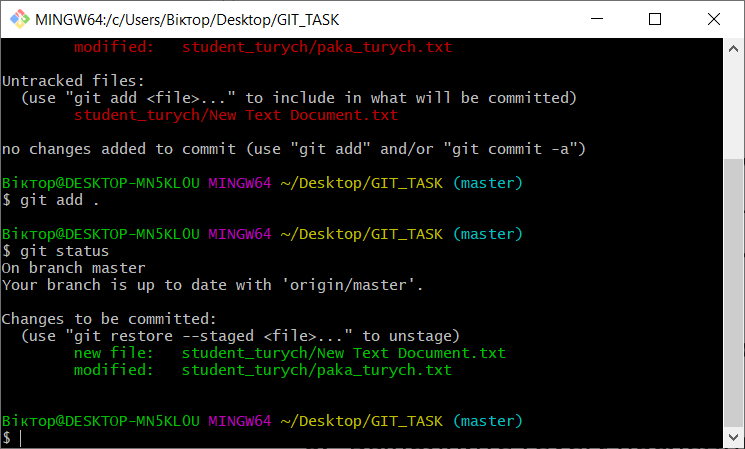 MINGW64:/c/Users/Віктор/Desktop/GIT_TASK
modified:   student_turych/paka_turych.txt
Untracked files:
(use "git add <file>..." to include in what will be committed)
student_turych/New Text Document.txt
no changes added to commit (use "git add" and/or "git commit -a")
Віктор@DESKTOP-MN5KL0U MINGW64 ~/Desktop/GIT_TASK (master)
$ git add .
Віктор@DESKTOP-MN5KL0U MINGW64 ~/Desktop/GIT_TASK (master)
$ git status
On branch master
Your branch is up to date with 'origin/master'.
Changes to be committed:
(use "git restore --staged <file>..." to unstage)
new file:   student_turych/New Text Document.txt
modified:   student_turych/paka_turych.txt
Віктор@DESKTOP-MN5KL0U MINGW64 ~/Desktop/GIT_TASK (master)
$